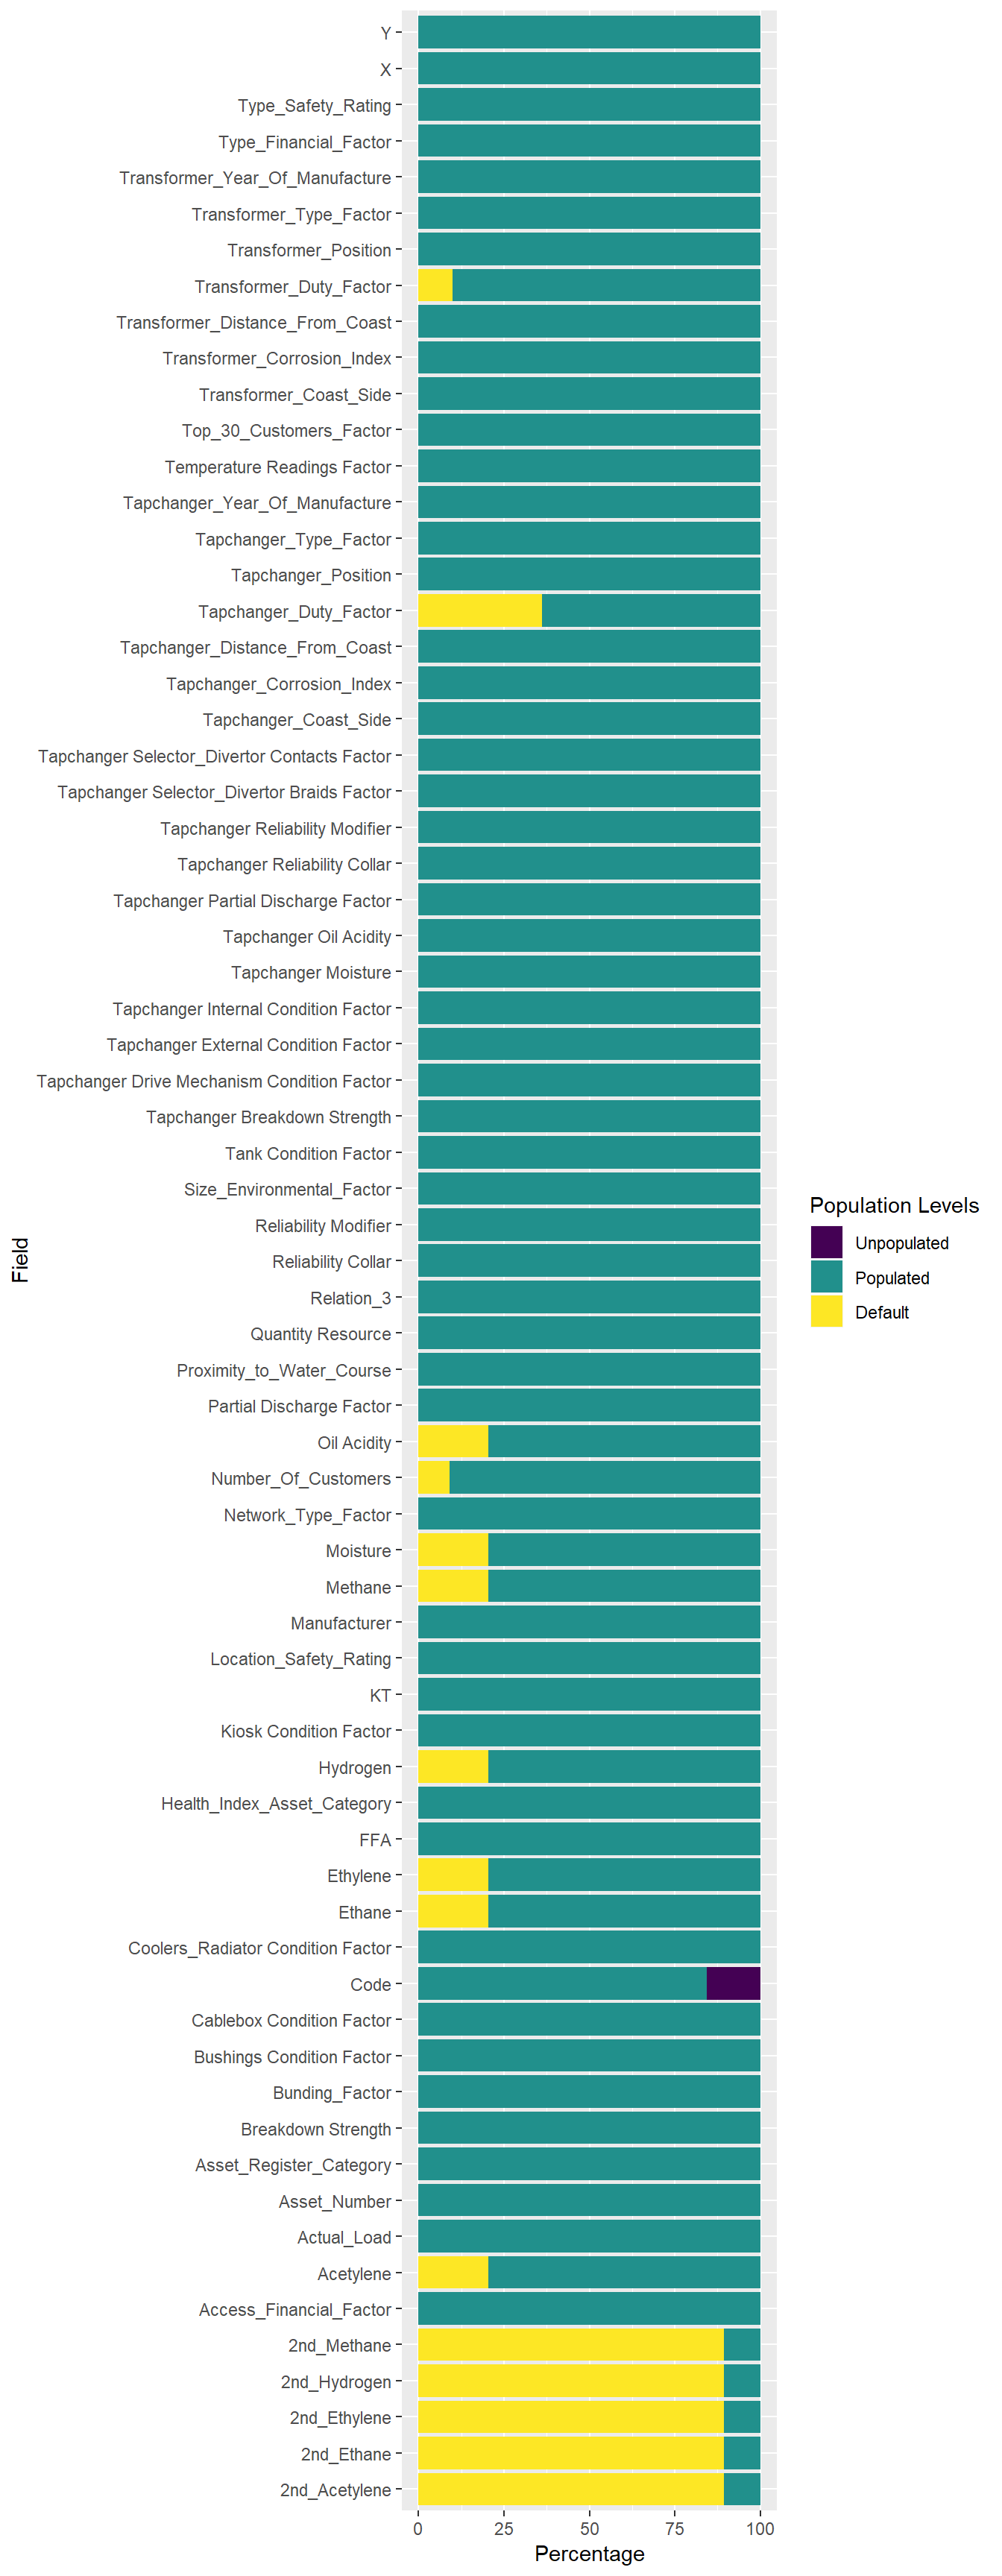 Y
X
Type_Safety_Rating
Type_Financial_Factor
Transformer_Year_Of_Manufacture
Transformer_Type_Factor
Transformer_Position
Transformer_Duty_Factor
Transformer_Distance_From_Coast
Transformer_Corrosion_Index
Transformer_Coast_Side
Top_30_Customers_Factor
Temperature Readings Factor
Tapchanger_Year_Of_Manufacture
Tapchanger_Type_Factor
Tapchanger_Position
Tapchanger_Duty_Factor
Tapchanger_Distance_From_Coast
Tapchanger_Corrosion_Index
Tapchanger_Coast_Side
Tapchanger Selector_Divertor Contacts Factor
Tapchanger Selector_Divertor Braids Factor
Tapchanger Reliability Modifier
Tapchanger Reliability Collar
Tapchanger Partial Discharge Factor
Tapchanger Oil Acidity
Tapchanger Moisture
Tapchanger Internal Condition Factor
Tapchanger External Condition Factor
Tapchanger Drive Mechanism Condition Factor
Tapchanger Breakdown Strength
Tank Condition Factor
Size_Environmental_Factor
Reliability Modifier
Reliability Collar
Relation_3
Quantity Resource
Proximity_to_Water_Course
Partial Discharge Factor
Oil Acidity
Number_Of_Customers
Network_Type_Factor
Moisture
Methane
Manufacturer
Location_Safety_Rating
KT
Kiosk Condition Factor
Hydrogen
Health_Index_Asset_Category
FFA
Ethylene
Ethane
Coolers_Radiator Condition Factor
Code
Cablebox Condition Factor
Bushings Condition Factor
Bunding_Factor
Breakdown Strength
Asset_Register_Category
Asset_Number
Actual_Load
Acetylene
Access_Financial_Factor
2nd_Methane
2nd_Hydrogen
2nd_Ethylene
2nd_Ethane
2nd_Acetylene
Field
0 25 50 75 100
Percentage
Population Levels
Unpopulated
Populated
Default